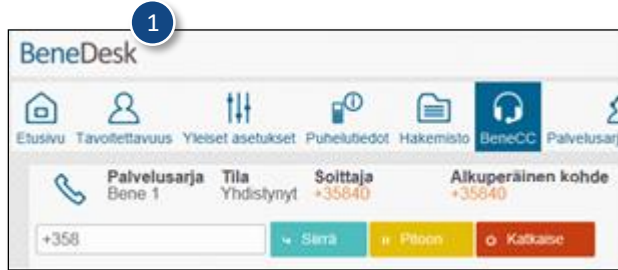 1
BeneDesk
Etusivu Tavoitettavuus Yleiset asetukset Puhelutiedot Hakemisto BeneCC Palvelusarj
Palvelusarja Tila Soittaja Alkuperäinen kohde
Bene 1 Yhdistynyt +35840 +35840
+358 Siirrä Pitoon Katkaise